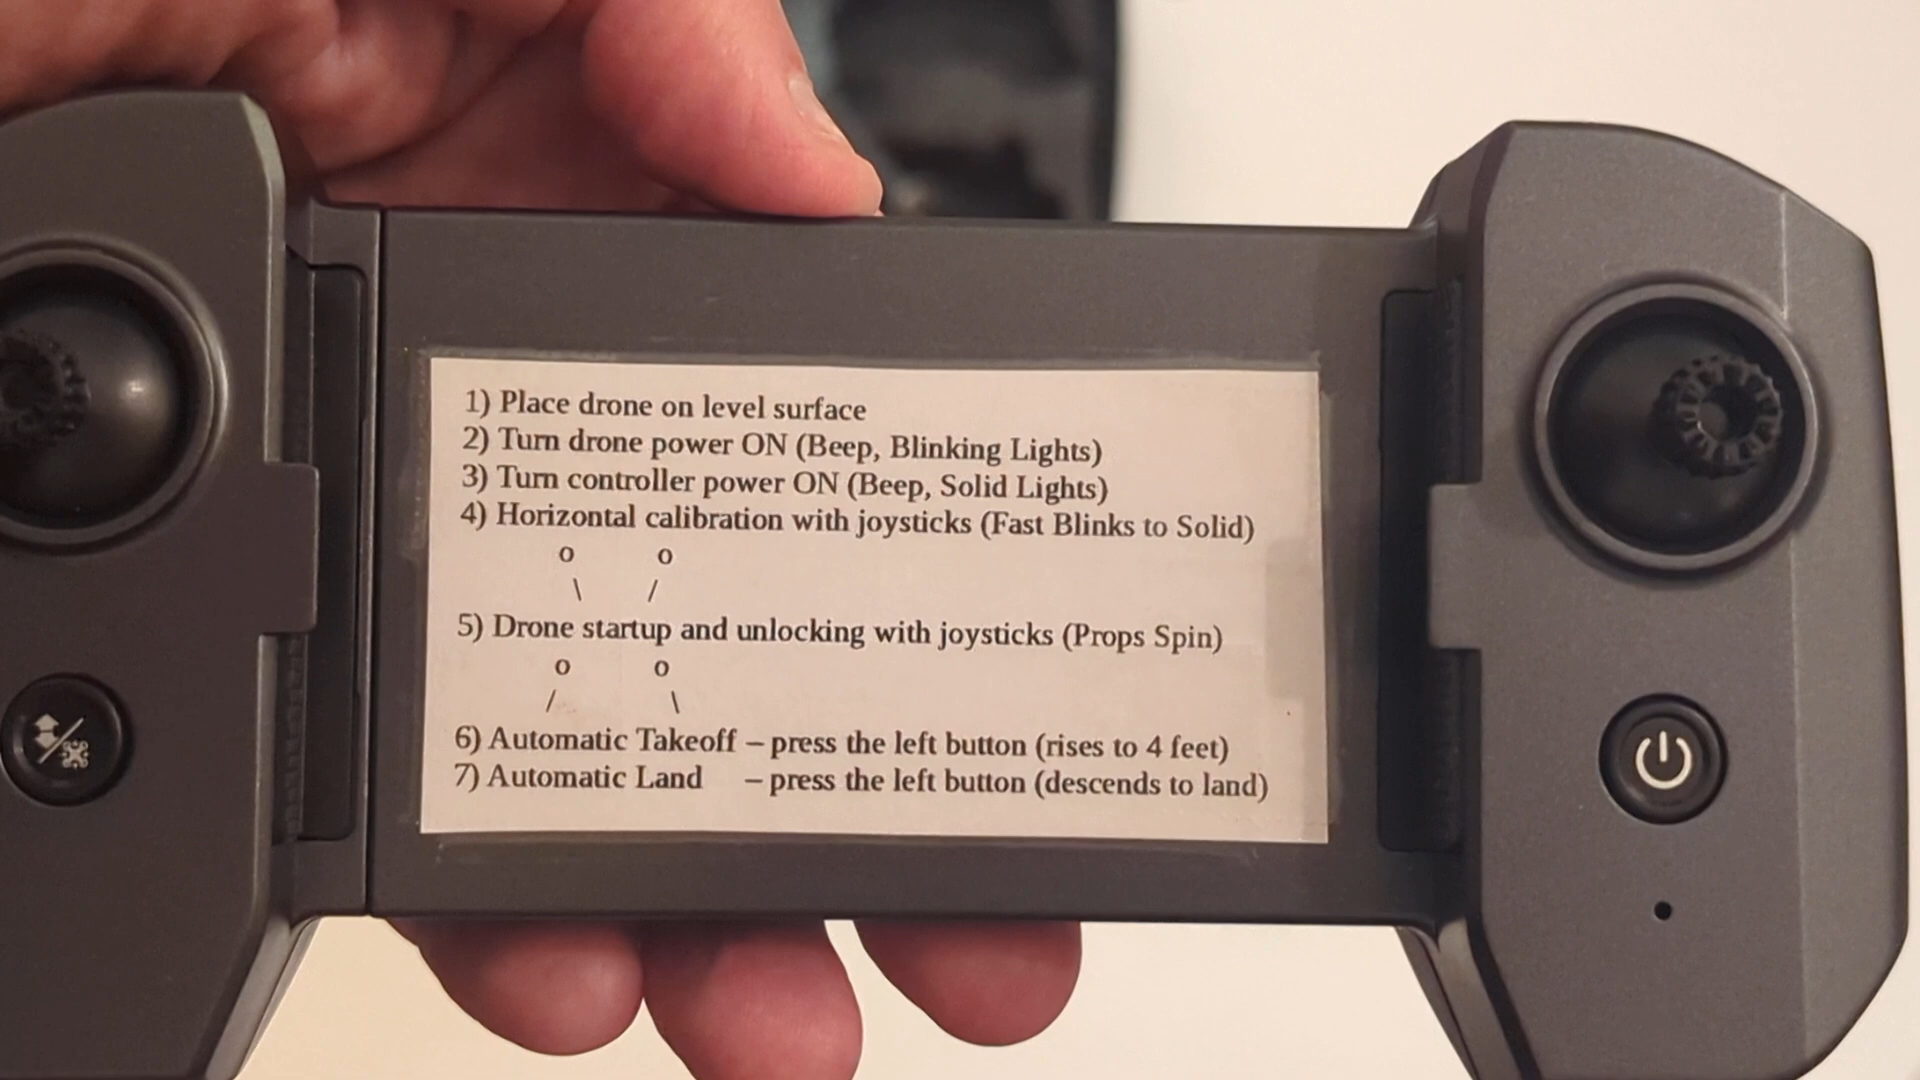 1) Place drone on level surface
2) Turn drone power ON (Beep, Blinking Lights)
3) Turn controller power ON (Beep, Solid Lights)
4) Horizontal calibration with joysticks (Fast Blinks to Solid)
o o
\ /
5) Drone startup and unlocking with joysticks (Props Spin)
o o
/ \
6) Automatic Takeoff – press the left button (rises to 4 feet)
7) Automatic Land – press the left button (descends to land)